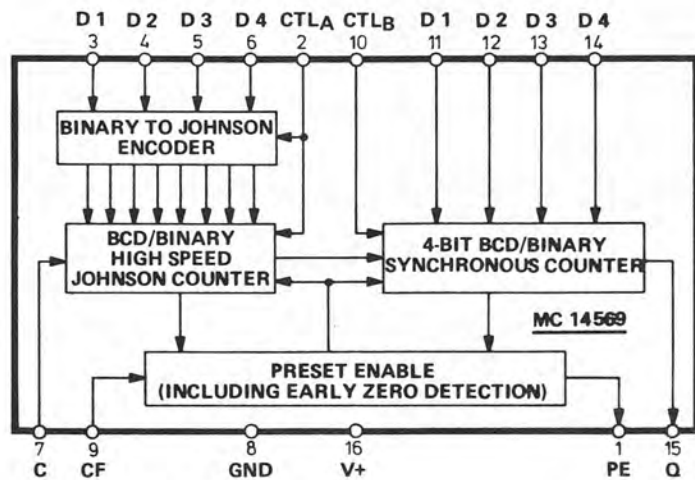 D1 D2 D3 D4 CTLA CTLB D1 D2 D3 D4
3 4 5 6 2 10 11 12 13 14
BINARY TO JOHNSON
ENCODER
BCD/BINARY
HIGH SPEED
JOHNSON COUNTER
4-BIT BCD/BINARY
SYNCHRONOUS COUNTER
MC 14569
PRESET ENABLE
(INCLUDING EARLY ZERO DETECTION)
7 9 8 16 1 15
C CF GND V+ PE Q